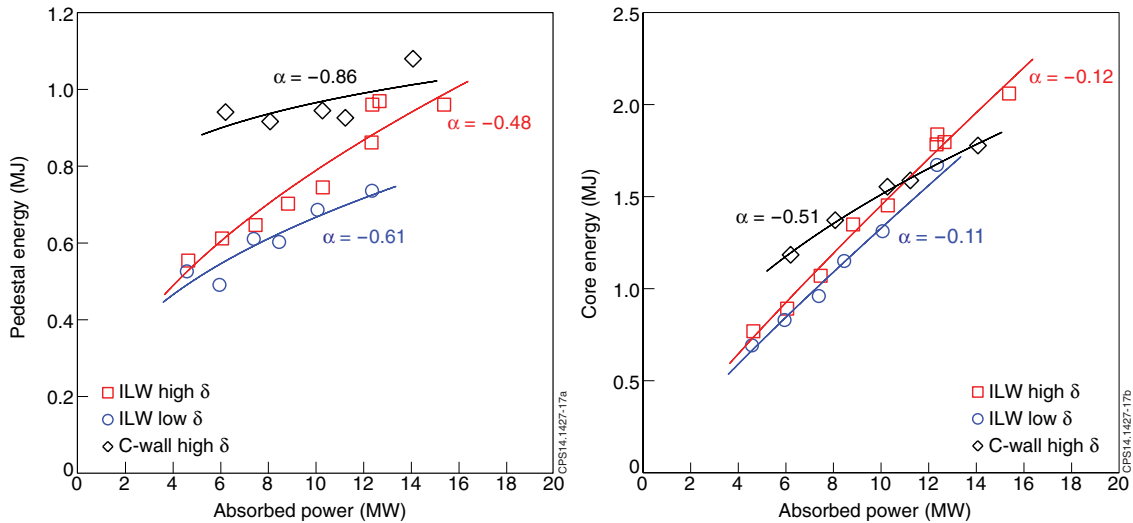 1.2
1.0
0.8
0.6
0.4
0.2
0
Pedestal energy (MJ)
α = −0.86
α = −0.48
α = −0.61
ILW high δ
ILW low δ
C-wall high δ
CPS14.1427-17a
0 2 4 6 8 10 12 14 16 18 20
Absorbed power (MW)
2.5
2.0
1.5
1.0
0.5
0
Core energy (MJ)
α = −0.12
α = −0.51
α = −0.11
ILW high δ
ILW low δ
C-wall high δ
CPS14.1427-17b
0 2 4 6 8 10 12 14 16 18 20
Absorbed power (MW)